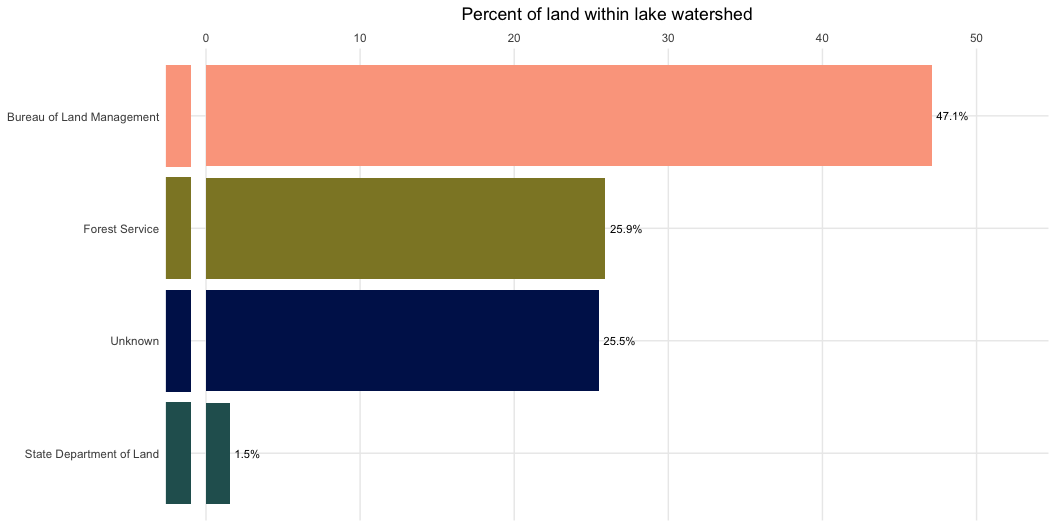 Percent of land within lake watershed
0 10 20 30 40 50
Bureau of Land Management 47.1%
Forest Service 25.9%
Unknown 25.5%
State Department of Land 1.5%